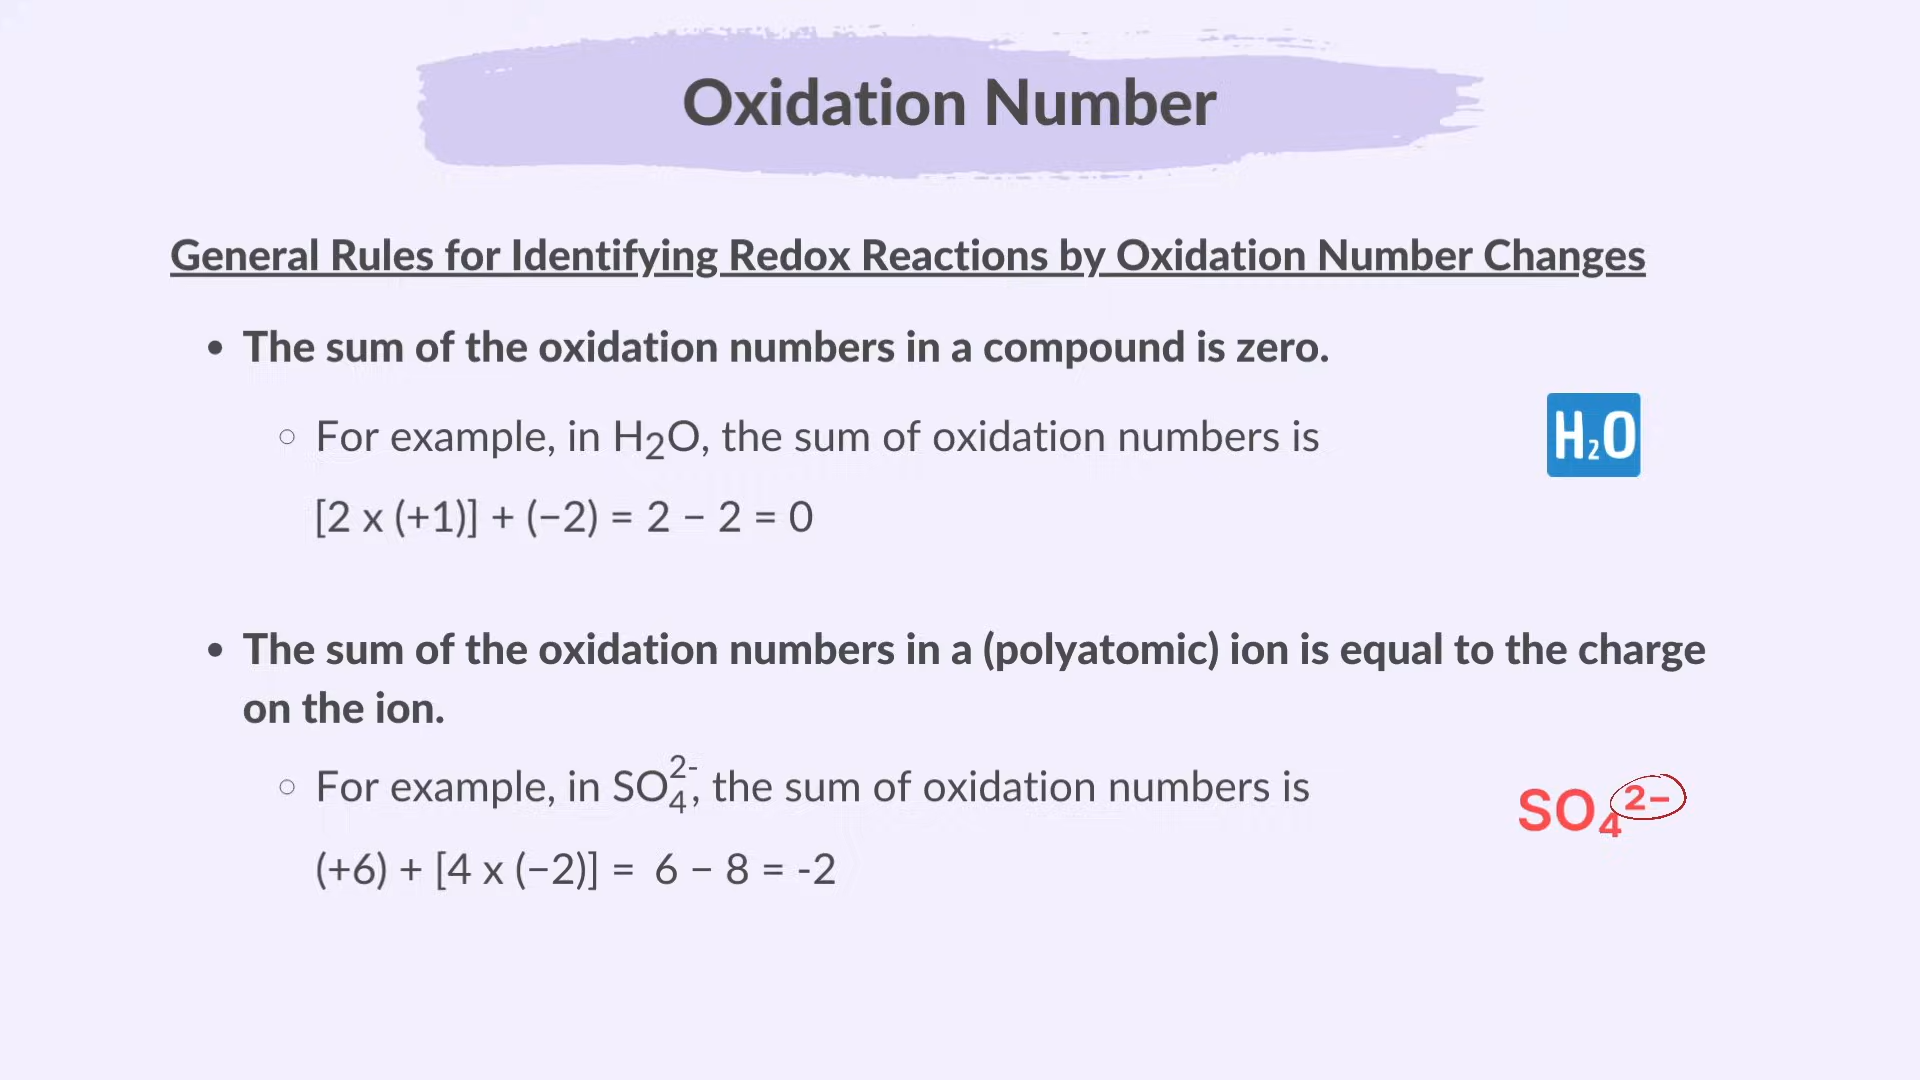 Oxidation Number
General Rules for Identifying Redox Reactions by Oxidation Number Changes
• The sum of the oxidation numbers in a compound is zero.
○ For example, in H₂O, the sum of oxidation numbers is
H₂O
[2 x (+1)] + (−2) = 2 − 2 = 0
• The sum of the oxidation numbers in a (polyatomic) ion is equal to the charge
on the ion.
○ For example, in SO₄²⁻, the sum of oxidation numbers is
SO₄²⁻
(+6) + [4 x (−2)] = 6 − 8 = -2